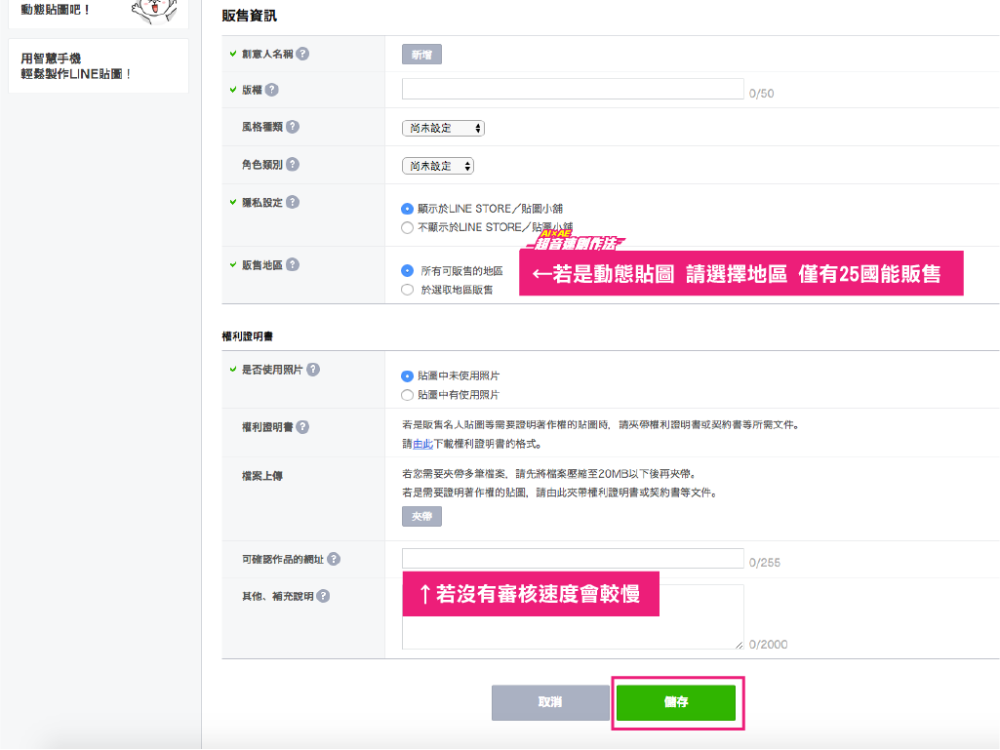 動態貼圖吧！
用智慧手機
輕鬆製作LINE貼圖！
販售資訊
創意人名稱 ?
新增
版權 ?
0/50
風格種類 ?
尚未設定
角色類別 ?
尚未設定
隱私設定 ?
顯示於LINE STORE／貼圖小舖
不顯示於LINE STORE／貼圖小舖
販售地區 ?
所有可販售的地區
於選取地區販售
←若是動態貼圖 請選擇地區 僅有25國能販售
權利證明書
是否使用照片 ?
貼圖中未使用照片
貼圖中有使用照片
權利證明書 ?
若是販售名人貼圖等需要證明著作權的貼圖時，請夾帶權利證明書或契約書等所需文件。
請由此下載權利證明書的格式。
檔案上傳
若您需要夾帶多筆檔案，請先將檔案壓縮至20MB以下後再夾帶。
若是需要證明著作權的貼圖，請由此夾帶權利證明書或契約書等文件。
夾帶
可確認作品的網址 ?
0/255
其他、補充說明 ?
↑若沒有審核速度會較慢
0/2000
取消
儲存